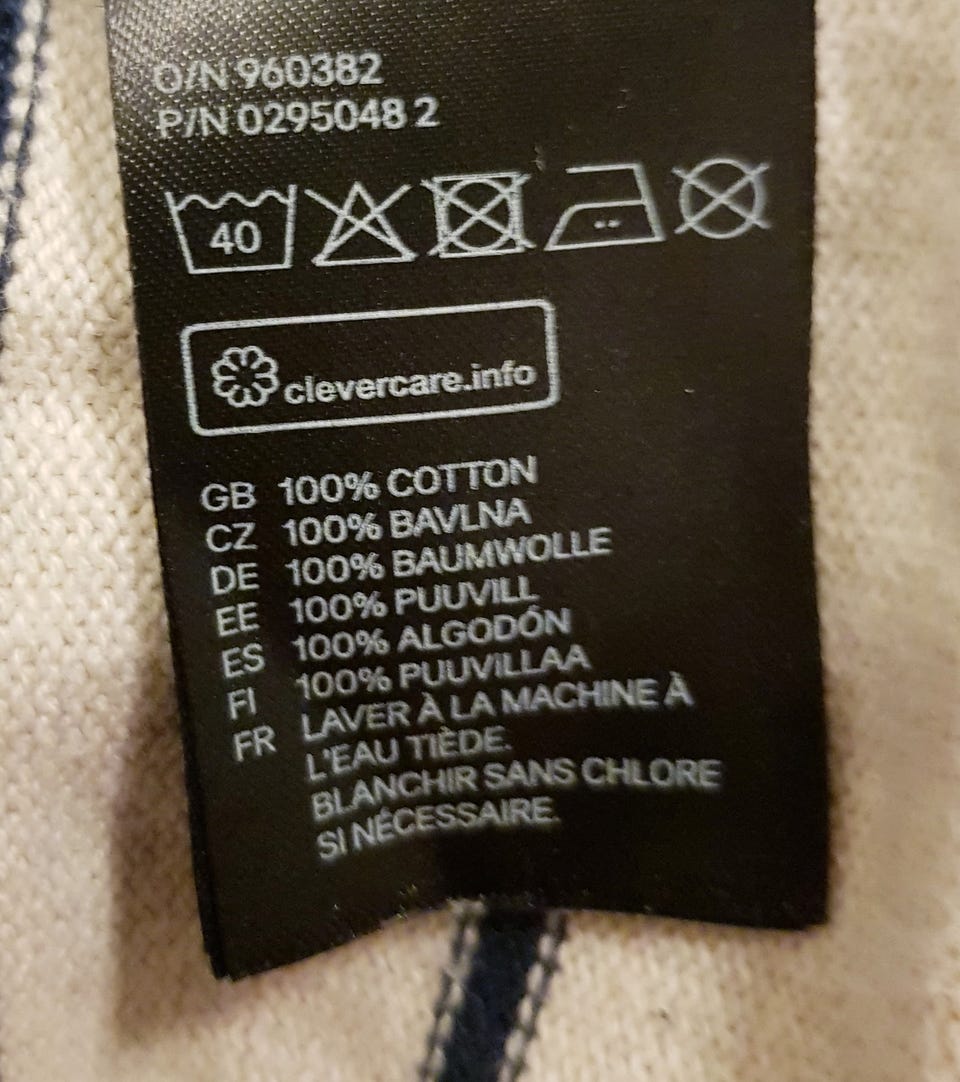 O/N 960382
P/N 0295048 2
40
clevercare.info
GB 100% COTTON
CZ 100% BAVLNA
DE 100% BAUMWOLLE
EE 100% PUUVILL
ES 100% ALGODÓN
FI 100% PUUVILLAA
FR LAVER À LA MACHINE À
L'EAU TIÈDE.
BLANCHIR SANS CHLORE
SI NÉCESSAIRE.